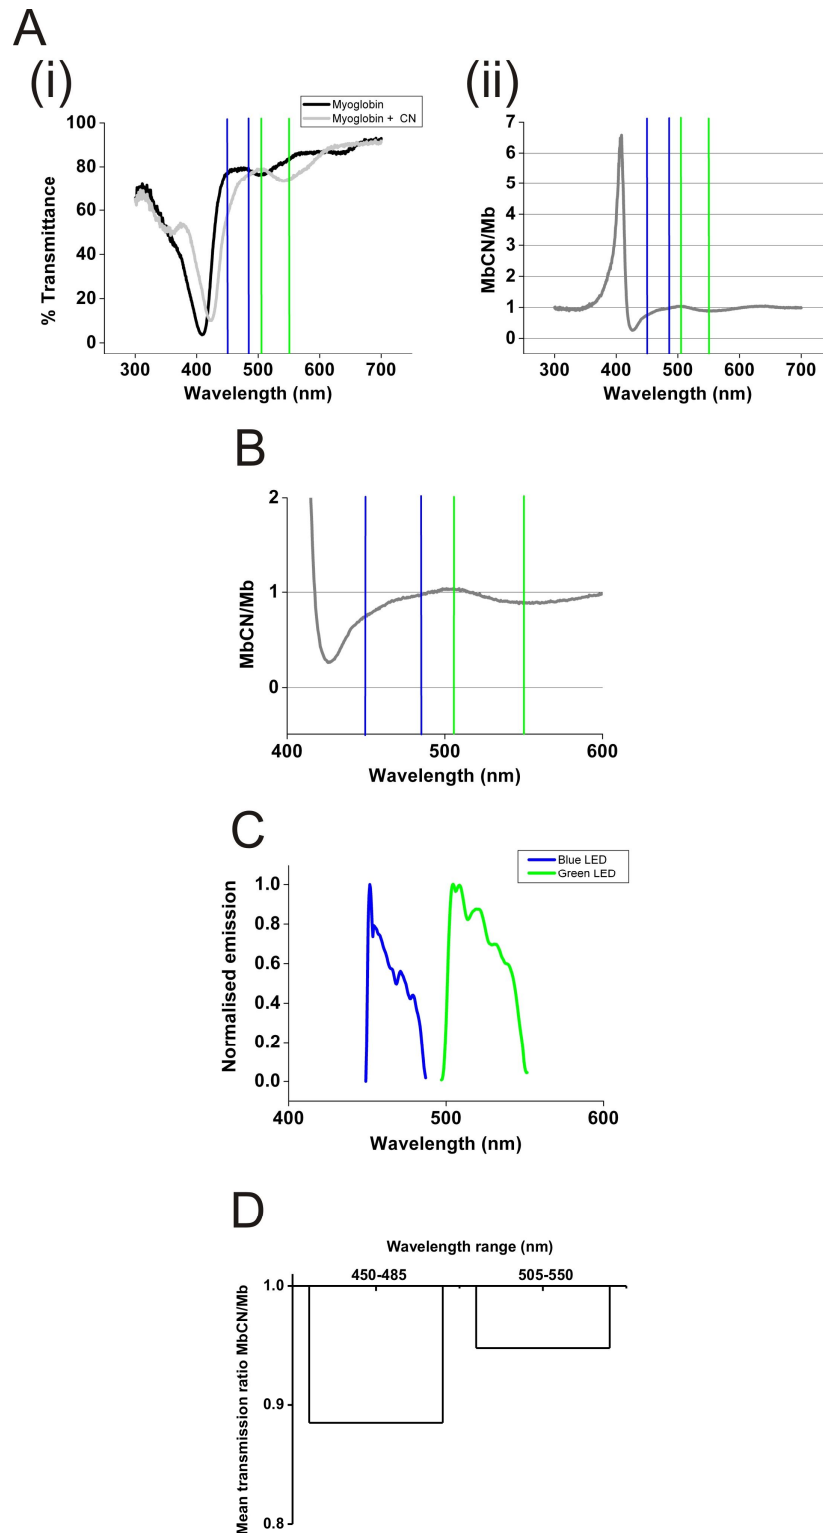 A
(i)
(ii)
Myoglobin
Myoglobin + CN
100
80
60
40
20
0
% Transmittance
300 400 500 600 700
Wavelength (nm)
7
6
5
4
3
2
1
0
MbCN/Mb
300 400 500 600 700
Wavelength (nm)
B
2
1
0
MbCN/Mb
400 500 600
Wavelength (nm)
C
Blue LED
Green LED
1.0
0.8
0.6
0.4
0.2
0.0
Normalised emission
400 500 600
Wavelength (nm)
D
Wavelength range (nm)
450-485 505-550
1.0
0.9
0.8
Mean transmission ratio MbCN/Mb